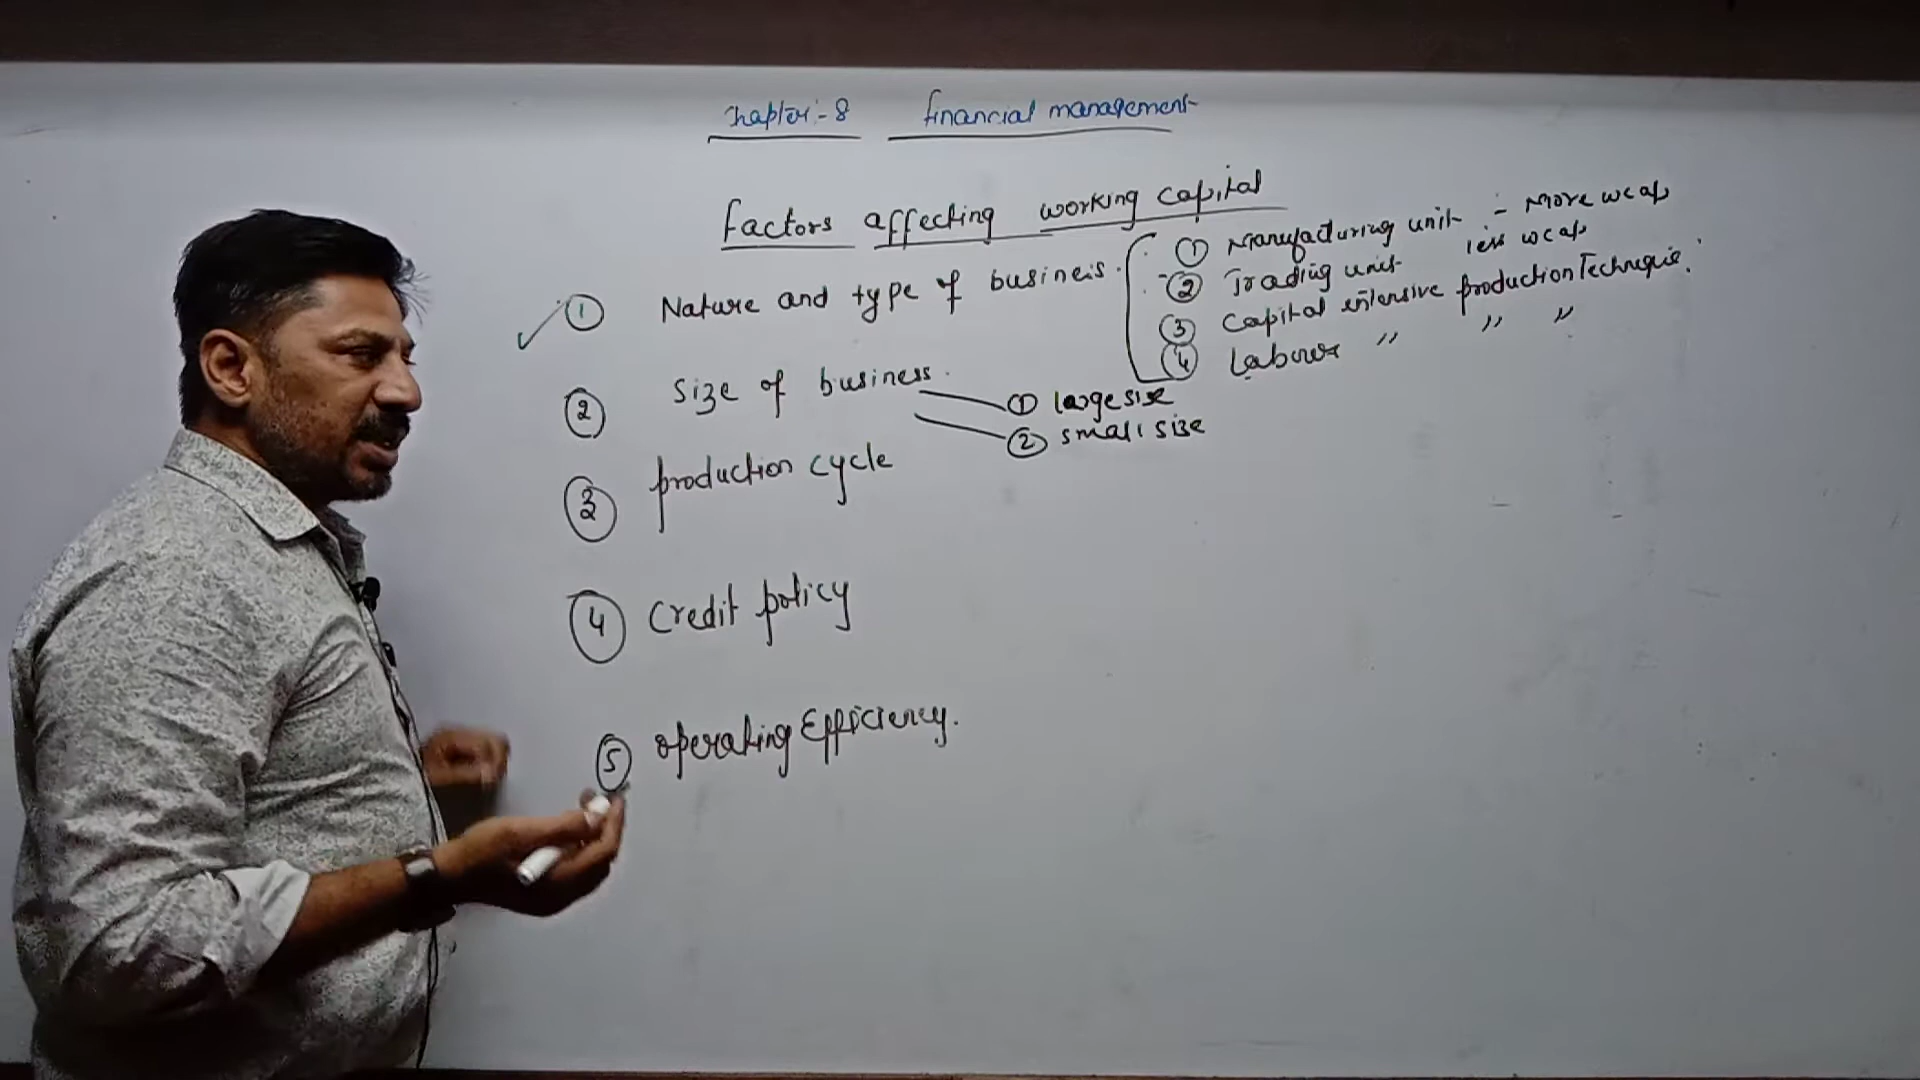 Chapter:- 8 financial management
factors affecting working capital
① Nature and type of business.
① Manufacturing unit - More wcap
② Trading unit less wcap
③ Capital intensive production Technique.
④ Labour " " "
② Size of business.
① large size
② small size
③ production cycle
④ Credit policy
⑤ operating Efficiency.